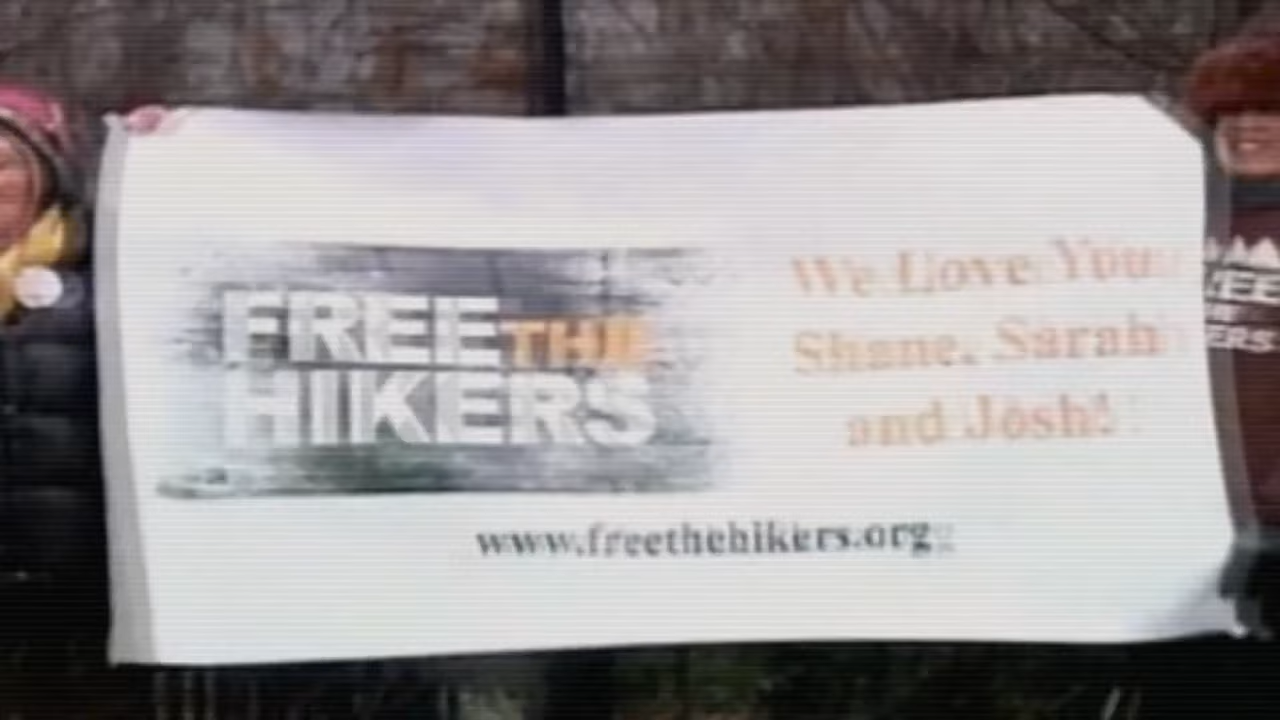 FREE THE
HIKERS
We Love You
Shane, Sarah
and Josh!
www.freethehikers.org